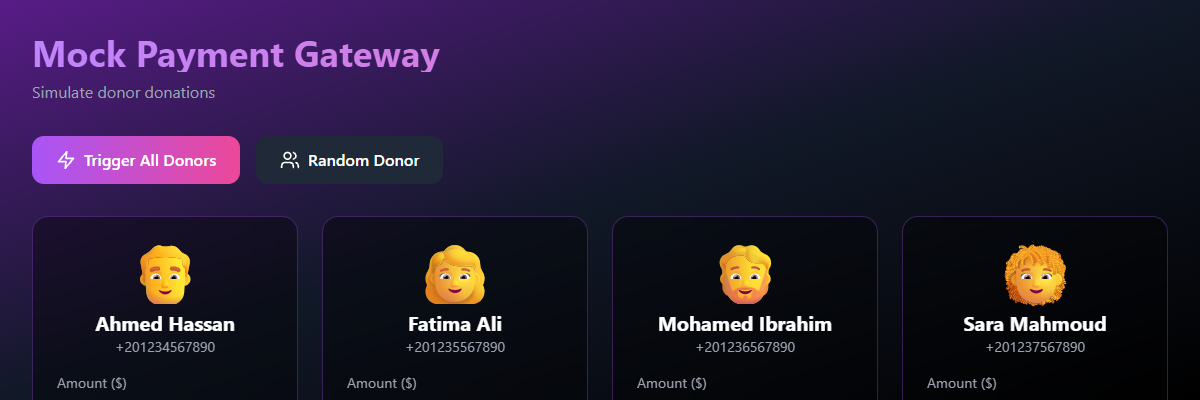 Mock Payment Gateway
Simulate donor donations
Trigger All Donors
Random Donor
Ahmed Hassan
+201234567890
Amount ($)
Fatima Ali
+201235567890
Amount ($)
Mohamed Ibrahim
+201236567890
Amount ($)
Sara Mahmoud
+201237567890
Amount ($)